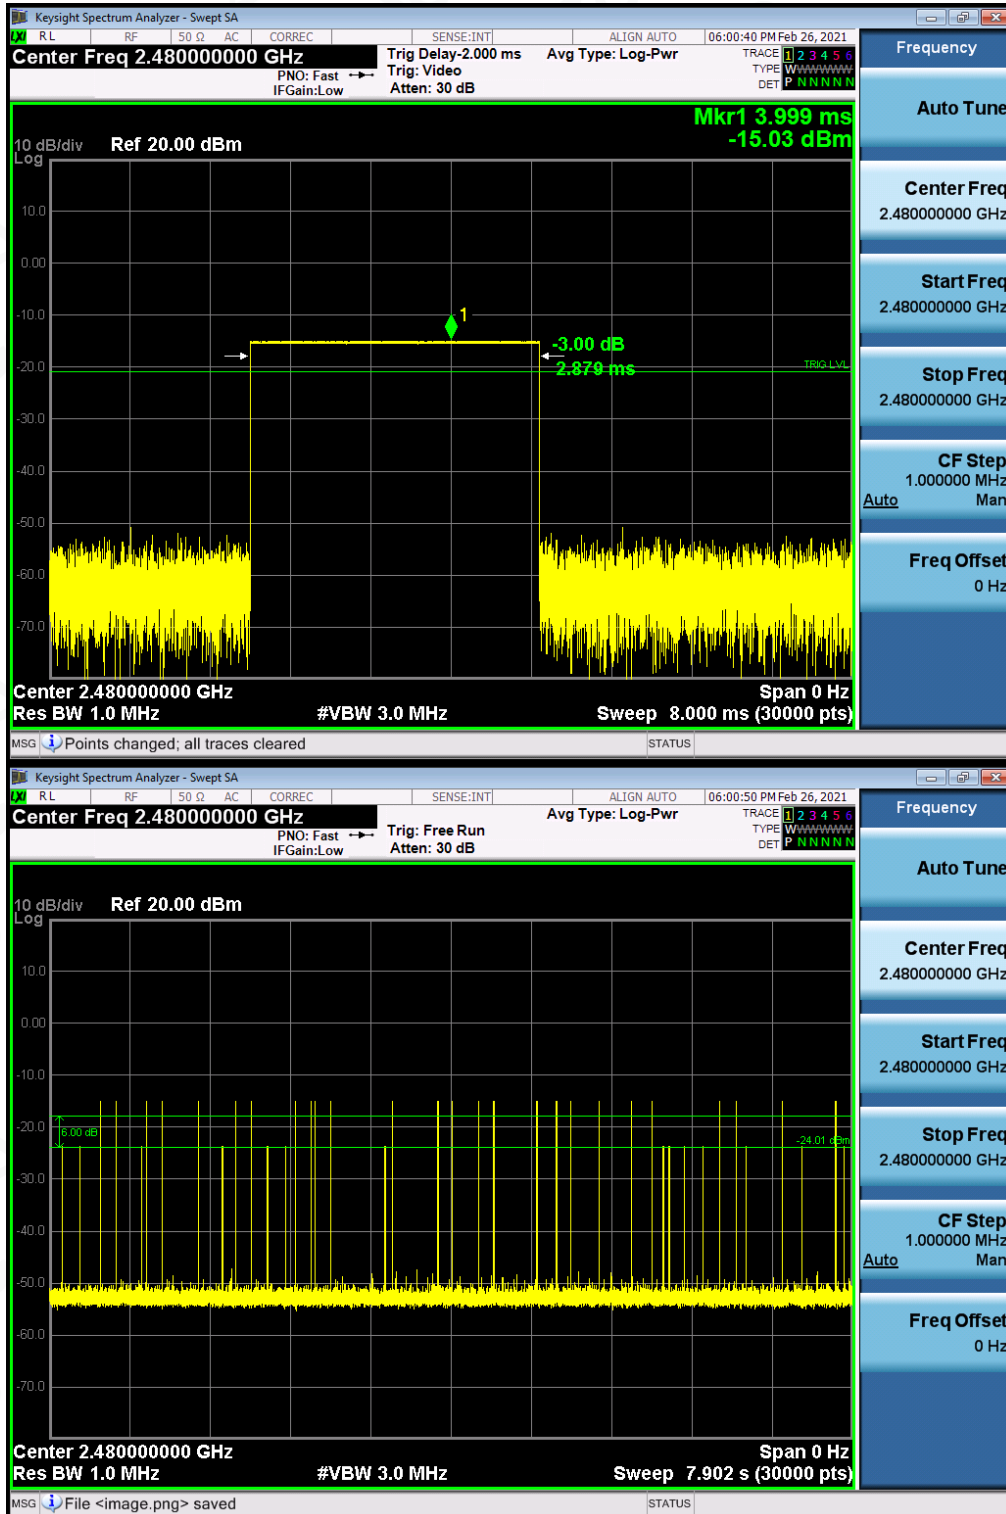 Keysight Spectrum Analyzer - Swept SA
LXI RL RF 50 Ω AC CORREC SENSE:INT ALIGN AUTO 06:00:40 PM Feb 26, 2021
Center Freq 2.480000000 GHz
PNO: Fast
IFGain:Low
Trig Delay-2.000 ms
Trig: Video
Atten: 30 dB
Avg Type: Log-Pwr
TRACE 1 2 3 4 5 6
TYPE WWWWWW
DET P N N N N N
Frequency
Auto Tune
Center Freq
2.480000000 GHz
Start Freq
2.480000000 GHz
Stop Freq
2.480000000 GHz
CF Step
1.000000 MHz
Auto Man
Freq Offset
0 Hz
Mkr1 3.999 ms
-15.03 dBm
10 dB/div Ref 20.00 dBm
Log
10.0
0.00
-10.0
-20.0
-30.0
-40.0
-50.0
-60.0
-70.0
1
-3.00 dB
2.879 ms
TRIG LVL
Center 2.480000000 GHz Span 0 Hz
Res BW 1.0 MHz #VBW 3.0 MHz Sweep 8.000 ms (30000 pts)
MSG Points changed; all traces cleared STATUS
Keysight Spectrum Analyzer - Swept SA
LXI RL RF 50 Ω AC CORREC SENSE:INT ALIGN AUTO 06:00:50 PM Feb 26, 2021
Center Freq 2.480000000 GHz
PNO: Fast
IFGain:Low
Trig: Free Run
Atten: 30 dB
Avg Type: Log-Pwr
TRACE 1 2 3 4 5 6
TYPE WWWWWW
DET P N N N N N
Frequency
Auto Tune
Center Freq
2.480000000 GHz
Start Freq
2.480000000 GHz
Stop Freq
2.480000000 GHz
CF Step
1.000000 MHz
Auto Man
Freq Offset
0 Hz
10 dB/div Ref 20.00 dBm
Log
10.0
0.00
-10.0
-20.0
-30.0
-40.0
-50.0
-60.0
-70.0
6.00 dB
-24.01 dBm
Center 2.480000000 GHz Span 0 Hz
Res BW 1.0 MHz #VBW 3.0 MHz Sweep 7.902 s (30000 pts)
MSG File <image.png> saved STATUS